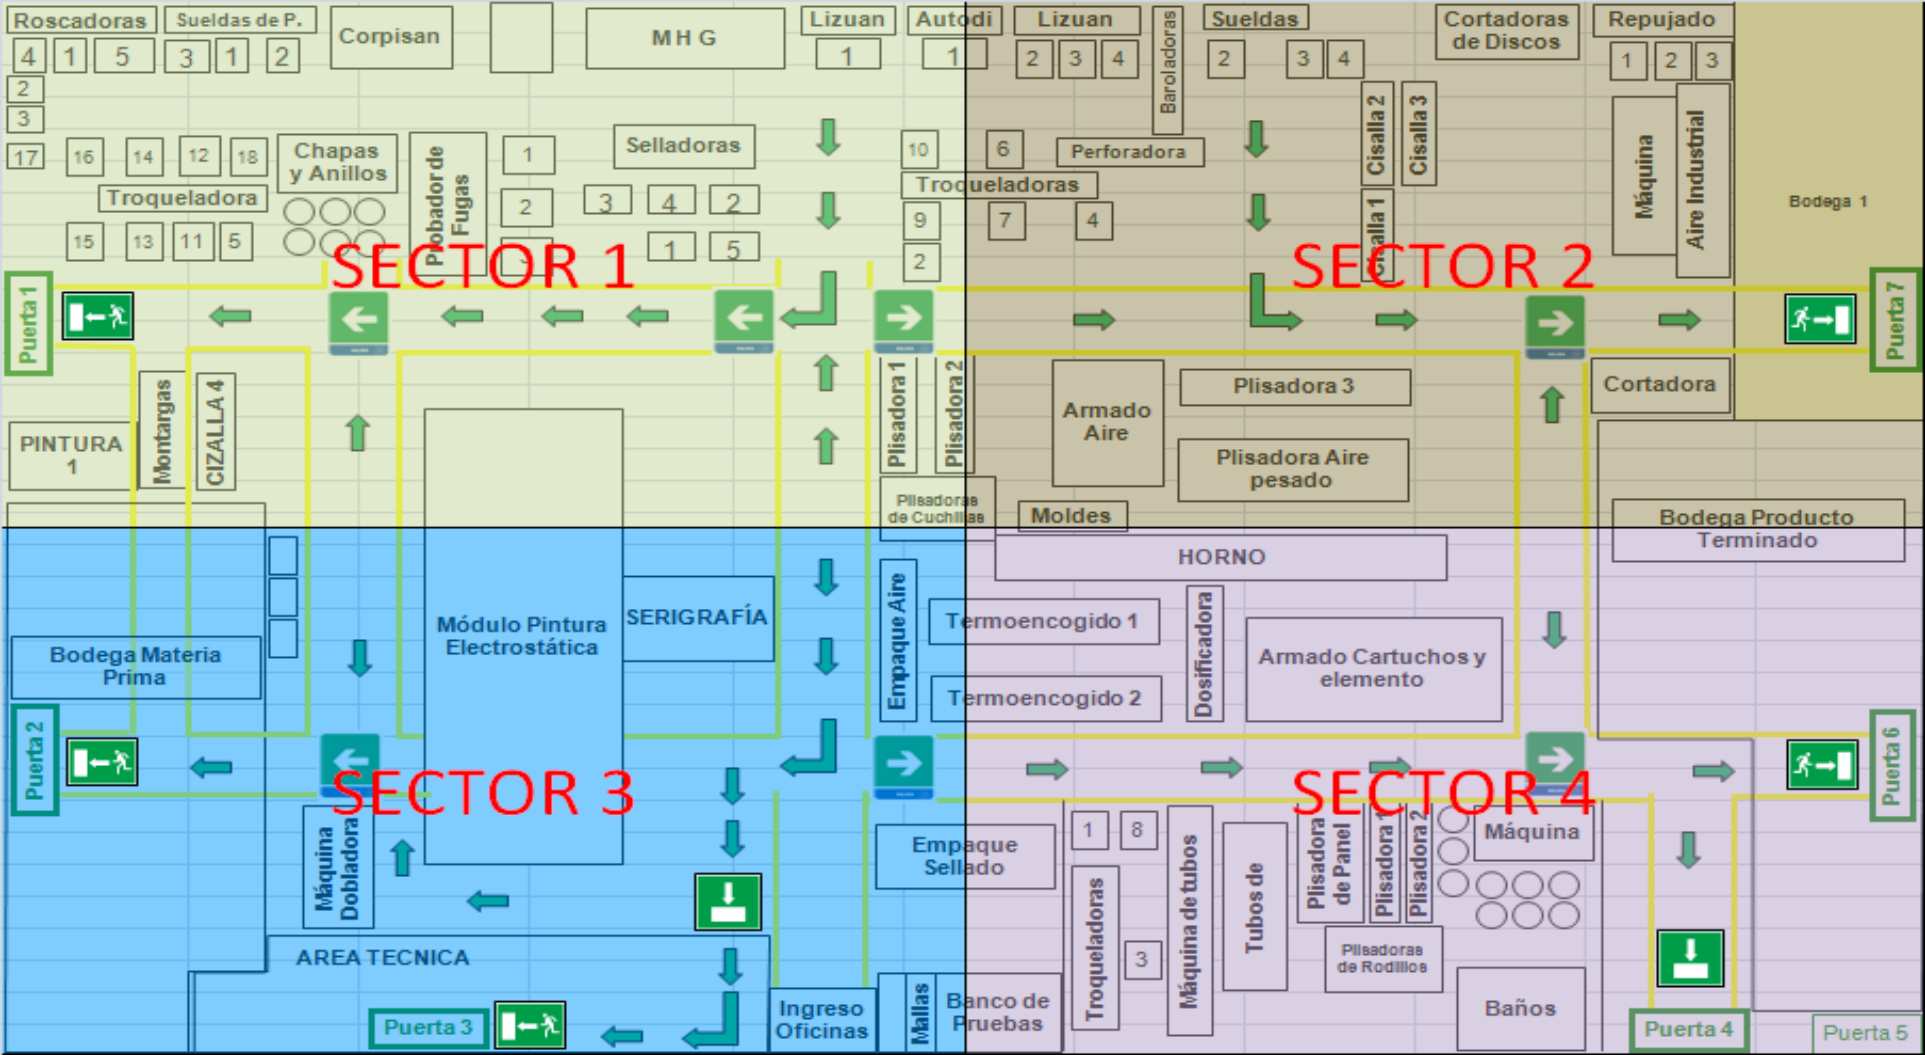 Roscadoras
Sueldas de P.
Corpisan
M H G
Lizuan
Autodi
4
1
5
3
1
2
1
1
2
3
17
16
14
12
18
Troqueladora
15
13
11
5
Chapas
y Anillos
Probador de
Fugas
1
2
3
Selladoras
3
4
2
1
5
SECTOR 1
Puerta 1
PINTURA
1
Montargas
CIZALLA 4
10
9
2
Plisadora 1
Plisadora 2
Plisadoras
de Cuchillas
Lizuan
2
3
4
Baroladoras
Sueldas
2
3
4
Cortadoras
de Discos
Repujado
1
2
3
6
Perforadora
Troqueladoras
7
4
Cisalla 2
Cisalla 3
Cisalla 1
Máquina
Aire Industrial
Bodega 1
SECTOR 2
Puerta 7
Armado
Aire
Plisadora 3
Plisadora Aire
pesado
Moldes
Cortadora
Bodega Producto
Terminado
Bodega Materia
Prima
Módulo Pintura
Electrostática
SERIGRAFÍA
Empaque Aire
Puerta 2
SECTOR 3
Máquina
Dobladora
AREA TECNICA
Puerta 3
Ingreso
Oficinas
Mallas
Banco de
Pruebas
Empaque
Sellado
HORNO
Termoencogido 1
Termoencogido 2
Dosificadora
Armado Cartuchos y
elemento
SECTOR 4
Puerta 6
1
8
Troqueladoras
3
Máquina de tubos
Tubos de
Plisadora
de Panel
Plisadora 1
Plisadora 2
Máquina
Plisadoras
de Rodillos
Baños
Puerta 4
Puerta 5